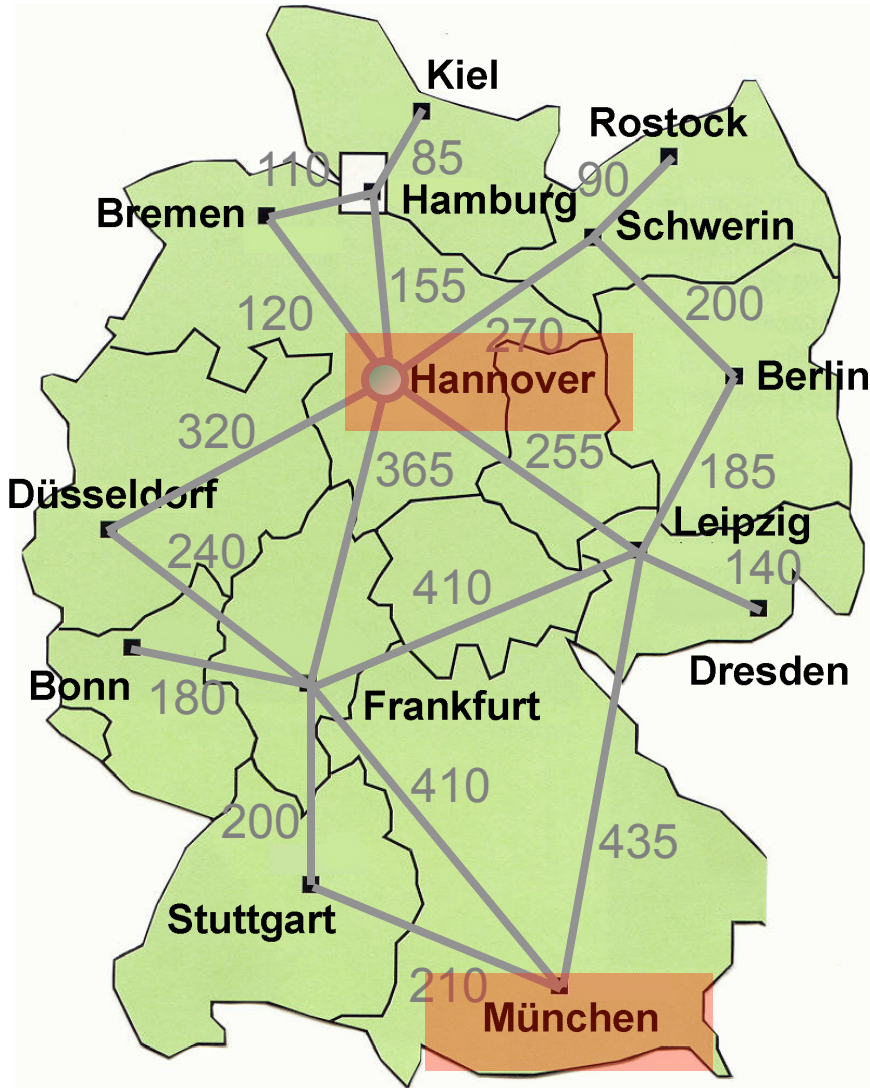 Kiel
Rostock
110
85
90
Hamburg
Bremen
Schwerin
155
200
120
270
Hannover
Berlin
320
255
365
185
Düsseldorf
Leipzig
240
140
410
Bonn
180
Dresden
Frankfurt
410
200
435
Stuttgart
210
München